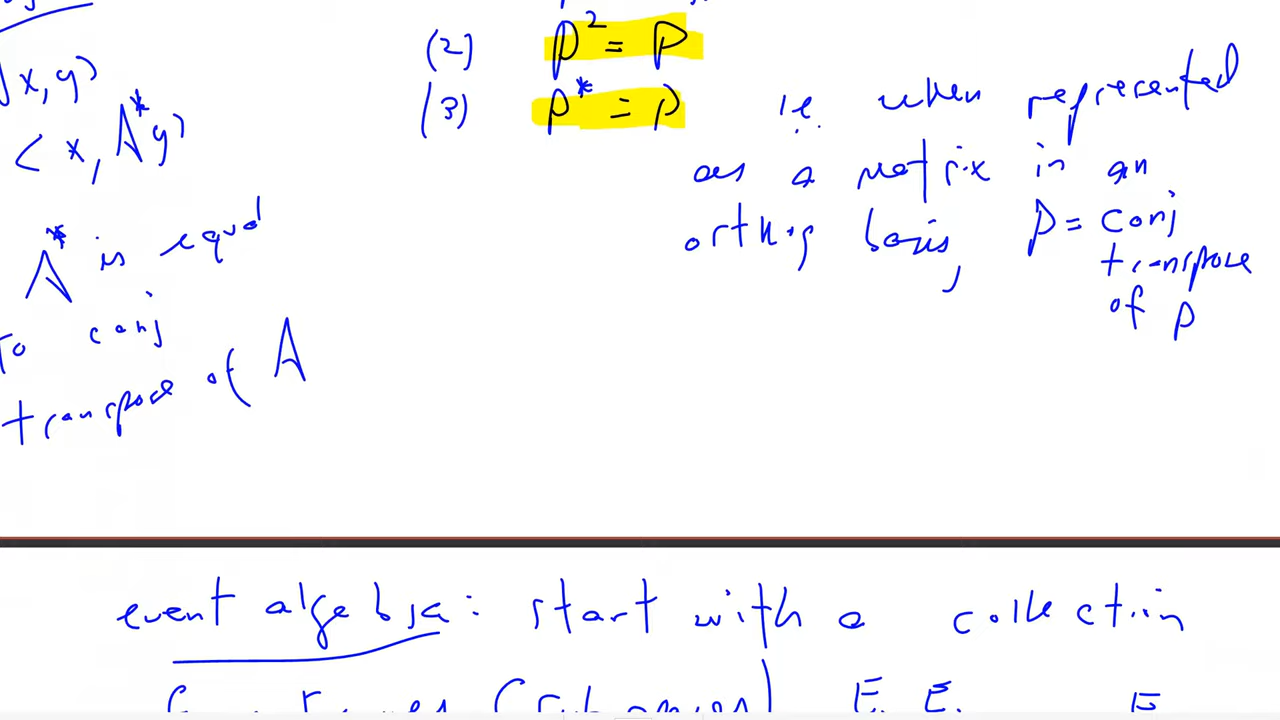 x, y)
< x, A*y)
A* is equal
To conj
transpose of A
(2) P² = P
(3) P* = P
ie when represented
as a matrix in an
orthog basis, P = conj
transpose
of P
event algebra: start with a collection
E, E,